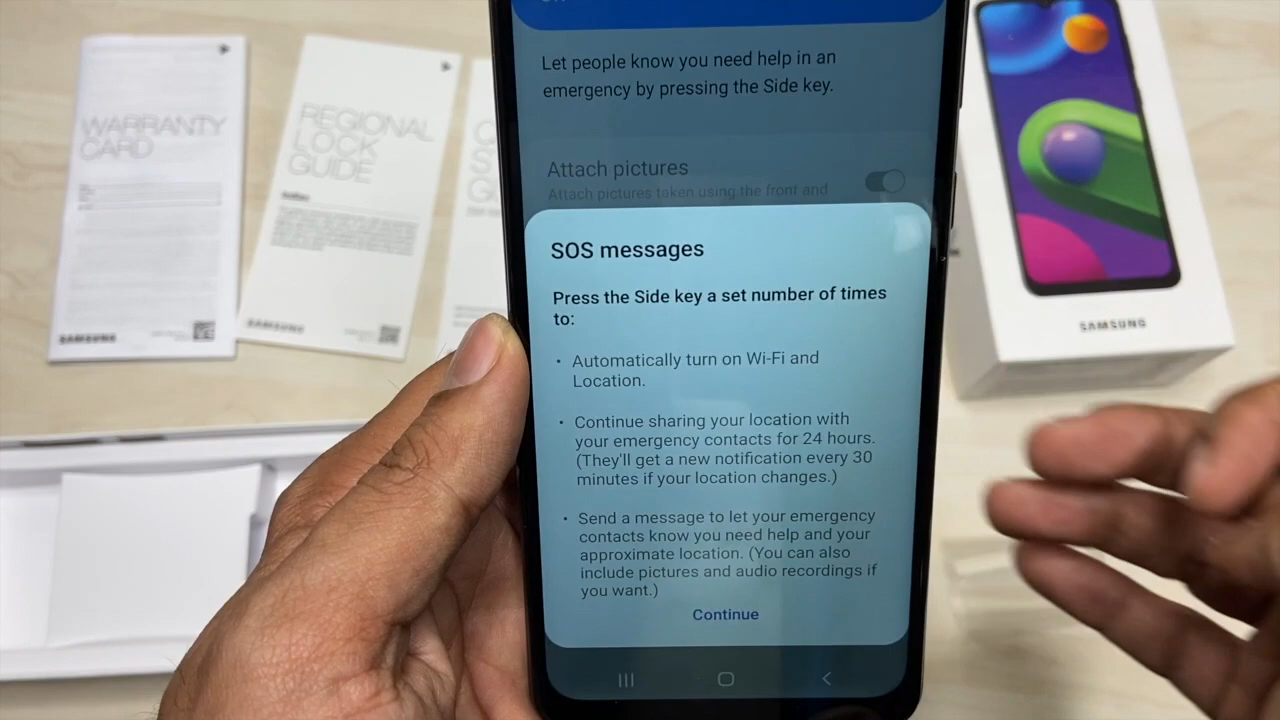 Let people know you need help in an
emergency by pressing the Side key.
Attach pictures
Attach pictures taken using the front and
SOS messages
Press the Side key a set number of times
to:
• Automatically turn on Wi-Fi and
Location.
• Continue sharing your location with
your emergency contacts for 24 hours.
(They'll get a new notification every 30
minutes if your location changes.)
• Send a message to let your emergency
contacts know you need help and your
approximate location. (You can also
include pictures and audio recordings if
you want.)
Continue
WARRANTY
CARD
SAMSUNG
REGIONAL
LOCK
GUIDE
SAMSUNG
SAMSUNG